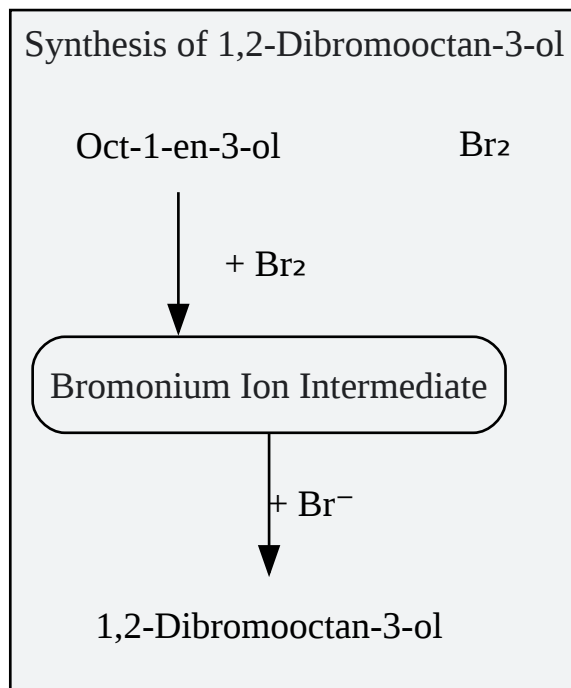 Synthesis of 1,2-Dibromooctan-3-ol
Oct-1-en-3-ol
Br₂
+ Br₂
Bromonium Ion Intermediate
+ Br⁻
1,2-Dibromooctan-3-ol